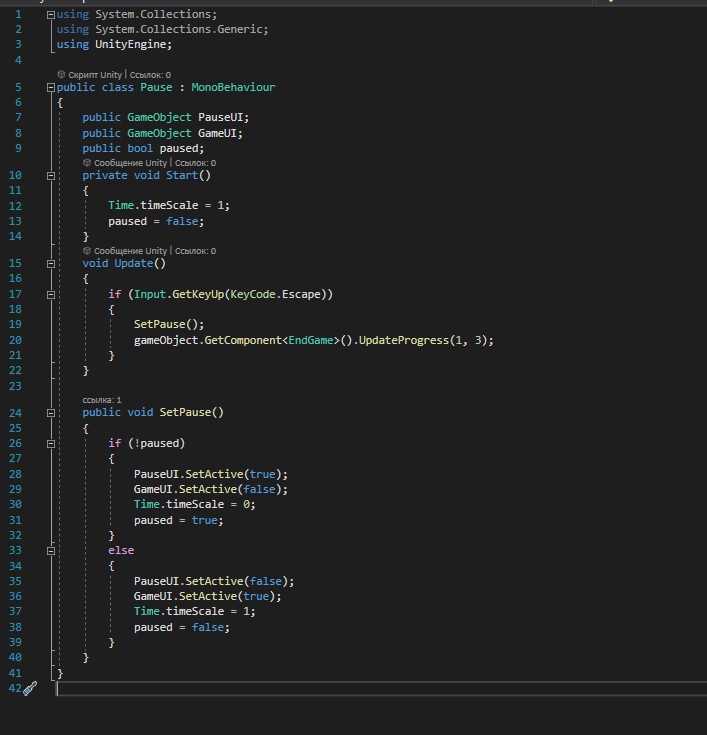 1 using System.Collections;
2 using System.Collections.Generic;
3 using UnityEngine;
4
Скрипт Unity | Ссылок: 0
5 public class Pause : MonoBehaviour
6 {
7 public GameObject PauseUI;
8 public GameObject GameUI;
9 public bool paused;
Сообщение Unity | Ссылок: 0
10 private void Start()
11 {
12 Time.timeScale = 1;
13 paused = false;
14 }
Сообщение Unity | Ссылок: 0
15 void Update()
16 {
17 if (Input.GetKeyUp(KeyCode.Escape))
18 {
19 SetPause();
20 gameObject.GetComponent<EndGame>().UpdateProgress(1, 3);
21 }
22 }
23
ссылка: 1
24 public void SetPause()
25 {
26 if (!paused)
27 {
28 PauseUI.SetActive(true);
29 GameUI.SetActive(false);
30 Time.timeScale = 0;
31 paused = true;
32 }
33 else
34 {
35 PauseUI.SetActive(false);
36 GameUI.SetActive(true);
37 Time.timeScale = 1;
38 paused = false;
39 }
40 }
41 }
42